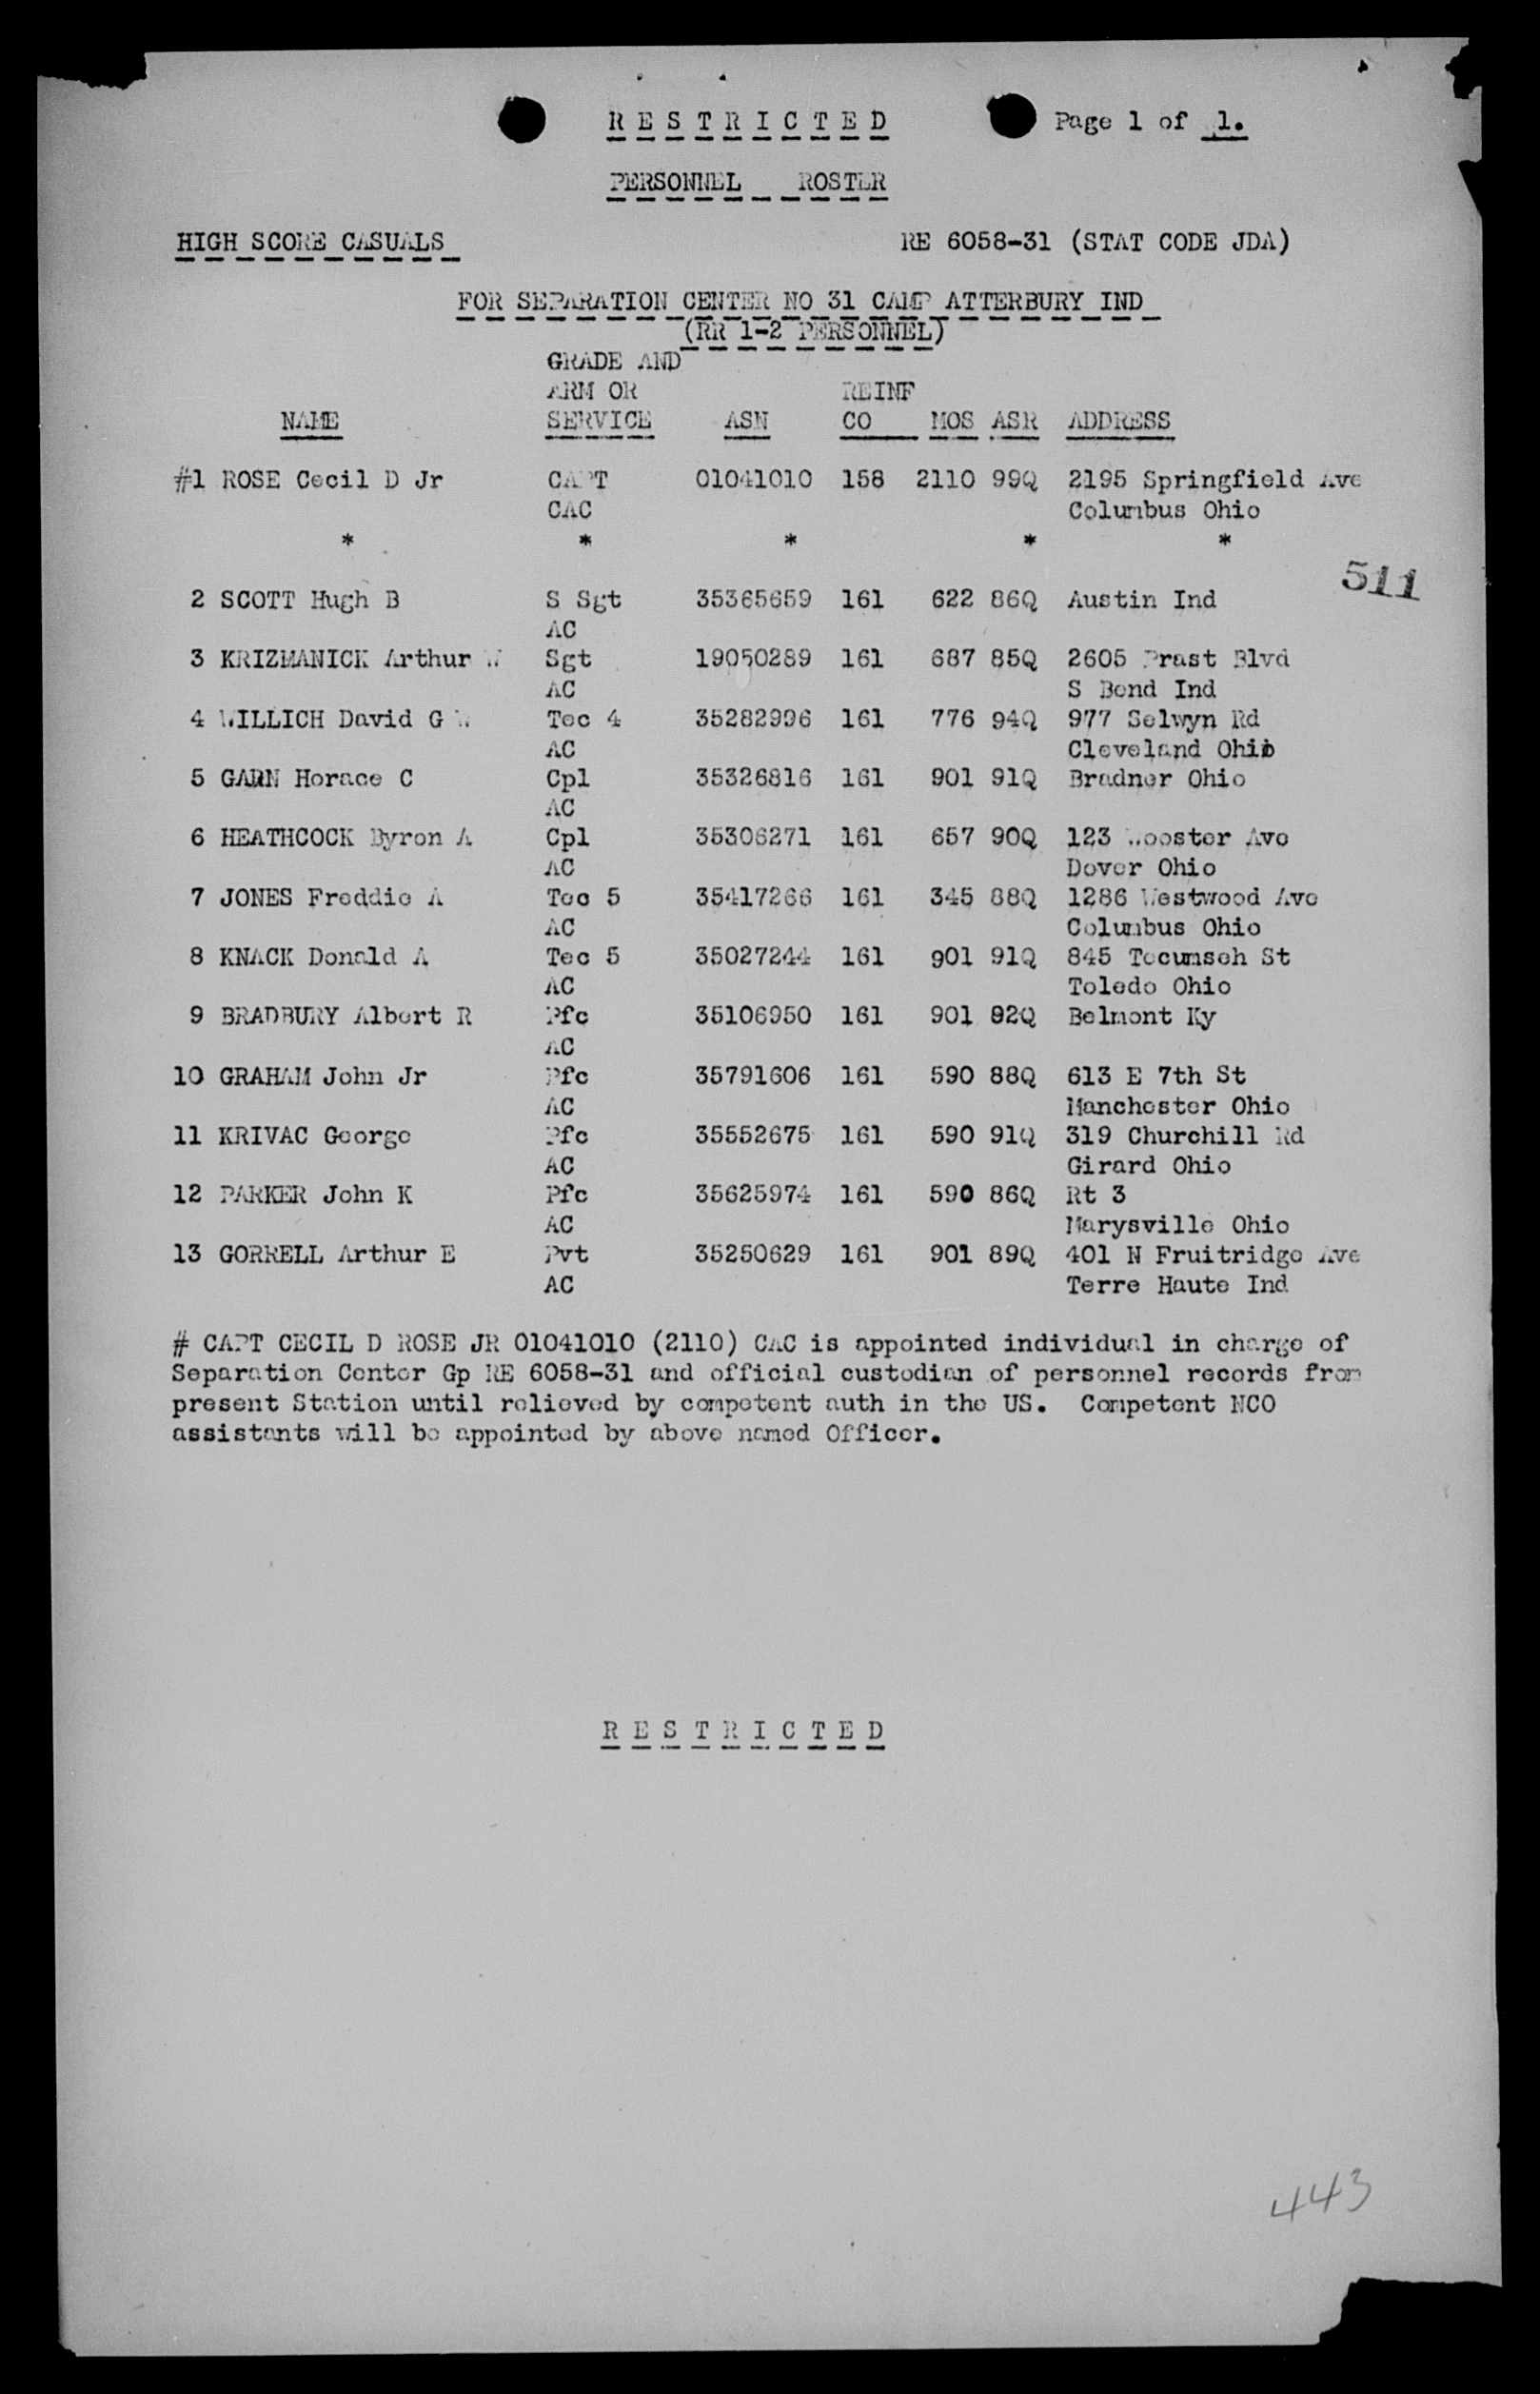 R E S T R I C T E D Page 1 of 1.
PERSONNEL ROSTER
HIGH SCORE CASUALS RE 6058-31 (STAT CODE JDA)
FOR SEPARATION CENTER NO 31 CAMP ATTERBURY IND
(RR 1-2 PERSONNEL)
GRADE AND
ARM OR REINF
NAME SERVICE ASN CO MOS ASR ADDRESS
#1 ROSE Cecil D Jr CAPT 01041010 158 2110 99Q 2195 Springfield Ave
CAC Columbus Ohio
* * * * *
511
2 SCOTT Hugh B S Sgt 35365659 161 622 86Q Austin Ind
AC
3 KRIZMANICK Arthur W Sgt 19050289 161 687 85Q 2605 Prast Blvd
AC S Bend Ind
4 WILLICH David G W Tec 4 35282996 161 776 94Q 977 Selwyn Rd
AC Cleveland Ohio
5 GARN Horace C Cpl 35326816 161 901 91Q Bradner Ohio
AC
6 HEATHCOCK Byron A Cpl 35306271 161 657 90Q 123 Wooster Ave
AC Dover Ohio
7 JONES Freddie A Tec 5 35417266 161 345 88Q 1286 Westwood Ave
AC Columbus Ohio
8 KNACK Donald A Tec 5 35027244 161 901 91Q 845 Tecumseh St
AC Toledo Ohio
9 BRADBURY Albert R Pfc 35106950 161 901 92Q Belmont Ky
AC
10 GRAHAM John Jr Pfc 35791606 161 590 88Q 613 E 7th St
AC Manchester Ohio
11 KRIVAC George Pfc 35552675 161 590 91Q 319 Churchill Rd
AC Girard Ohio
12 PARKER John K Pfc 35625974 161 590 86Q Rt 3
AC Marysville Ohio
13 GORRELL Arthur E Pvt 35250629 161 901 89Q 401 N Fruitridge Ave
AC Terre Haute Ind
# CAPT CECIL D ROSE JR 01041010 (2110) CAC is appointed individual in charge of
Separation Center Gp RE 6058-31 and official custodian of personnel records from
present Station until relieved by competent auth in the US. Competent NCO
assistants will be appointed by above named Officer.
R E S T R I C T E D
443